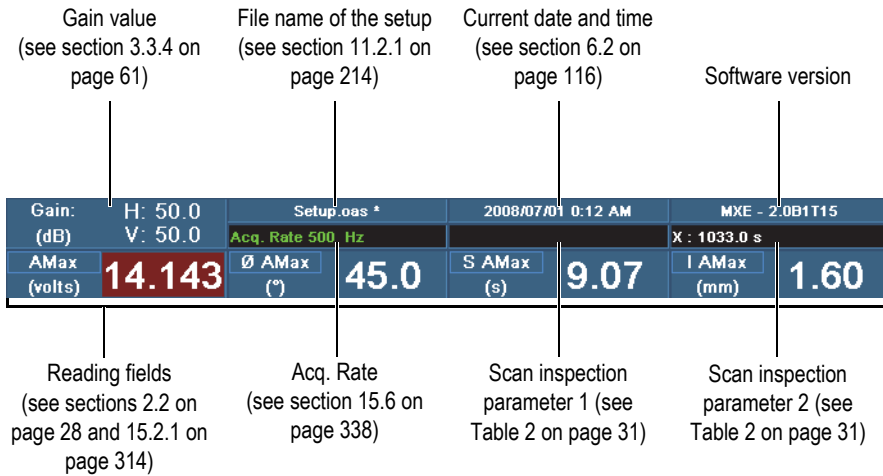 Gain value
(see section 3.3.4 on
page 61)
File name of the setup
(see section 11.2.1 on
page 214)
Current date and time
(see section 6.2 on
page 116)
Software version
Gain: H: 50.0
(dB) V: 50.0
Setup.oas *
2008/07/01 0:12 AM
MXE - 2.0B1T15
Acq. Rate 500 Hz
X : 1033.0 s
AMax
(volts)
14.143
Ø AMax
(°)
45.0
S AMax
(s)
9.07
I AMax
(mm)
1.60
Reading fields
(see sections 2.2 on
page 28 and 15.2.1 on
page 314)
Acq. Rate
(see section 15.6 on
page 338)
Scan inspection
parameter 1 (see
Table 2 on page 31)
Scan inspection
parameter 2 (see
Table 2 on page 31)